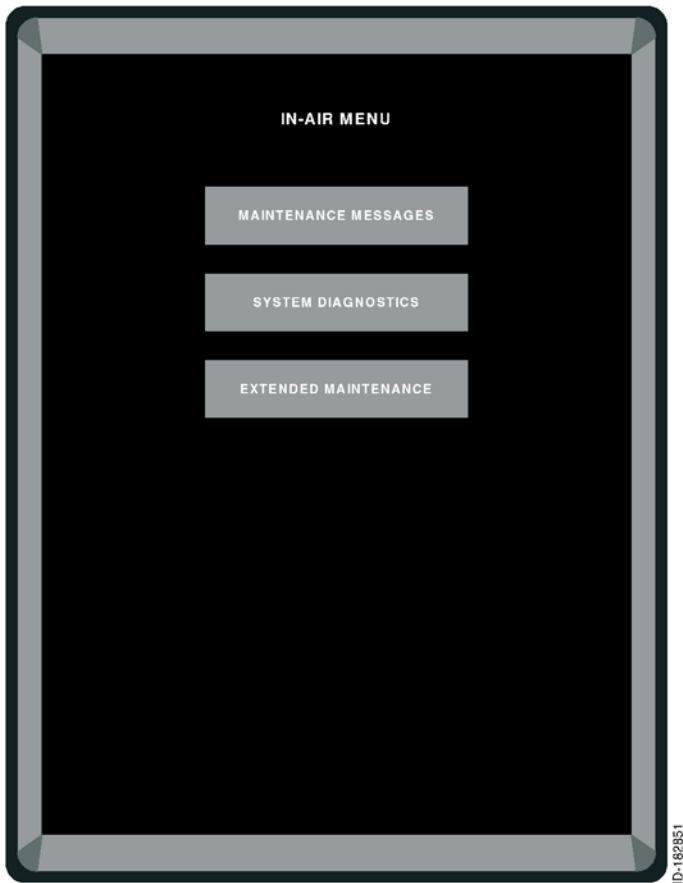 IN-AIR MENU
MAINTENANCE MESSAGES
SYSTEM DIAGNOSTICS
EXTENDED MAINTENANCE
ID-182851